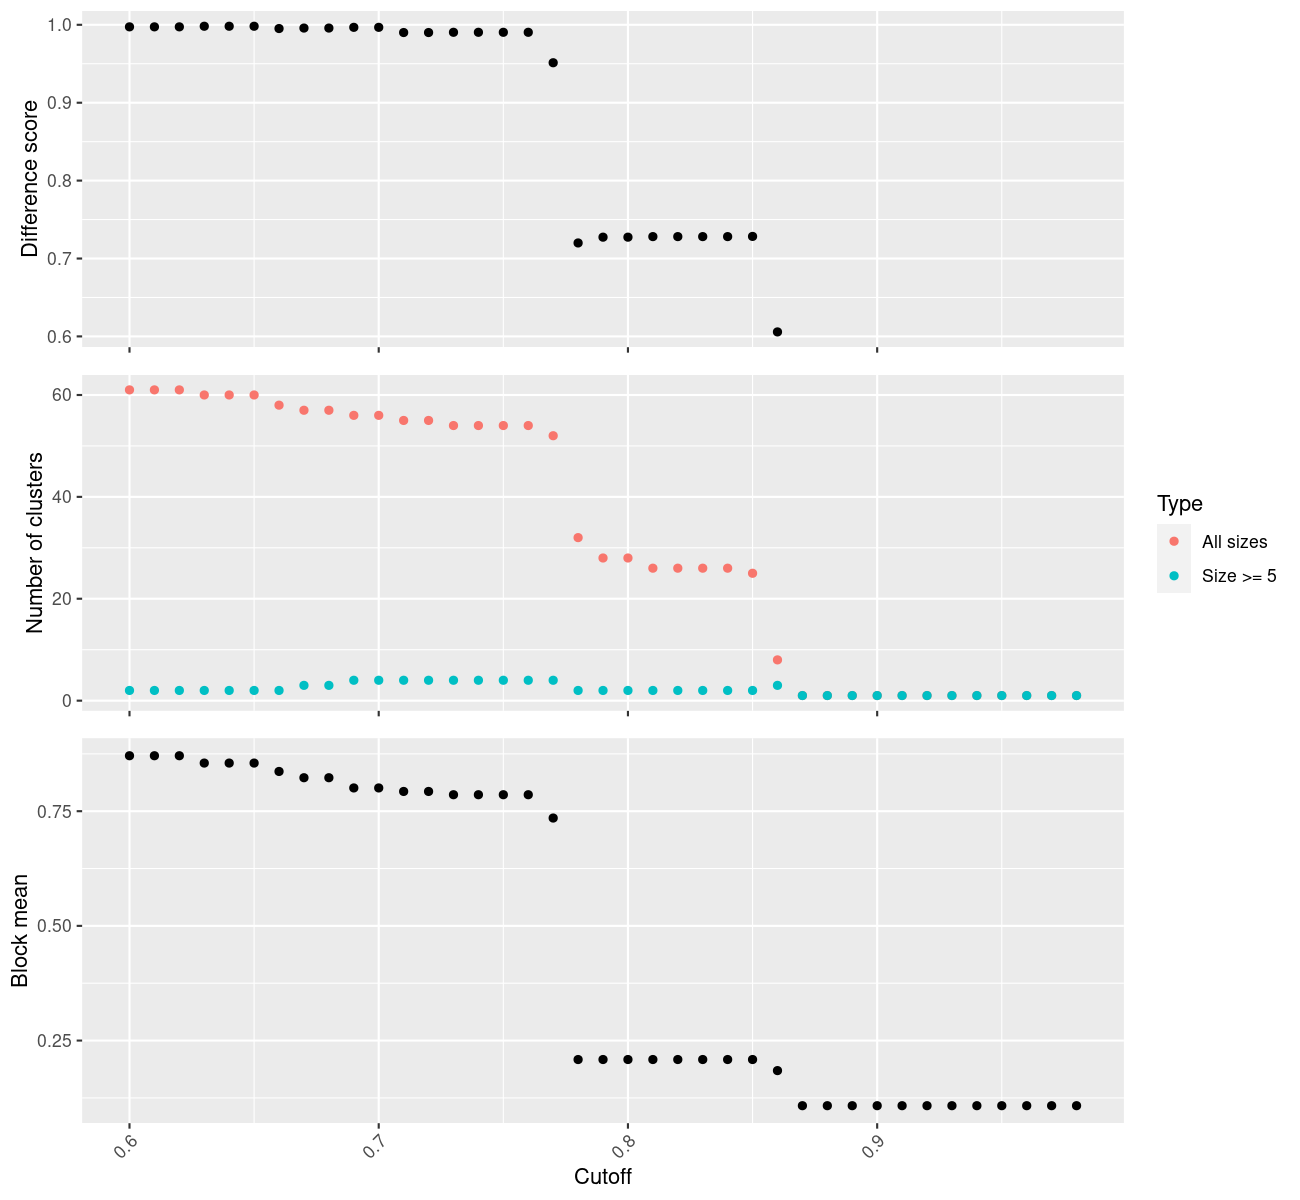 Difference score
1.0
0.9
0.8
0.7
0.6
Number of clusters
60
40
20
0
Type
All sizes
Size >= 5
Block mean
0.75
0.50
0.25
0.6
0.7
0.8
0.9
Cutoff